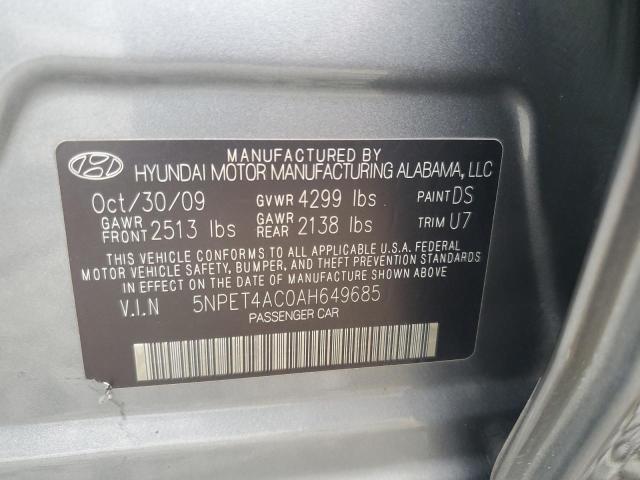 MANUFACTURED BY
HYUNDAI MOTOR MANUFACTURING ALABAMA, LLC
Oct/30/09 GVWR 4299 lbs PAINT DS
GAWR FRONT 2513 lbs GAWR REAR 2138 lbs TRIM U7
THIS VEHICLE CONFORMS TO ALL APPLICABLE U.S.A. FEDERAL
MOTOR VEHICLE SAFETY, BUMPER, AND THEFT PREVENTION STANDARDS
IN EFFECT ON THE DATE OF MANUFACTURE SHOWN ABOVE
V.I.N 5NPET4AC0AH649685
PASSENGER CAR